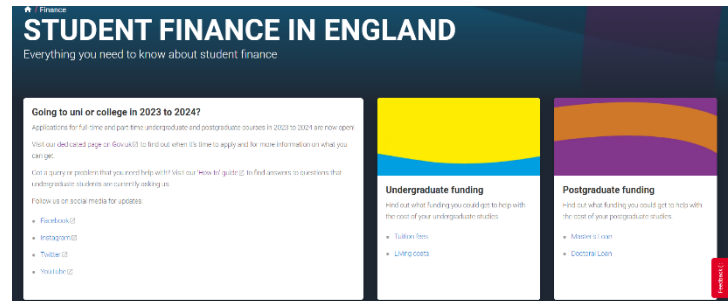 / Finance
STUDENT FINANCE IN ENGLAND
Everything you need to know about student finance
Going to uni or college in 2023 to 2024?
Applications for full-time and part-time undergraduate and postgraduate courses in 2023 to 2024 are now open!
Visit our dedicated page on Gov.uk to find out when it's time to apply and for more information on what you
can get.
Got a query or problem that you need help with? Visit our 'How to' guide to find answers to questions that
undergraduate students are currently asking us.
Follow us on social media for updates
• Facebook
• Instagram
• Twitter
• Youtube
Undergraduate funding
Find out what funding you could get to help with
the cost of your undergraduate studies.
• Tuition fees
• Living costs
Postgraduate funding
Find out what funding you could get to help with
the cost of your postgraduate studies.
• Master's Loan
• Doctoral Loan
Feedback